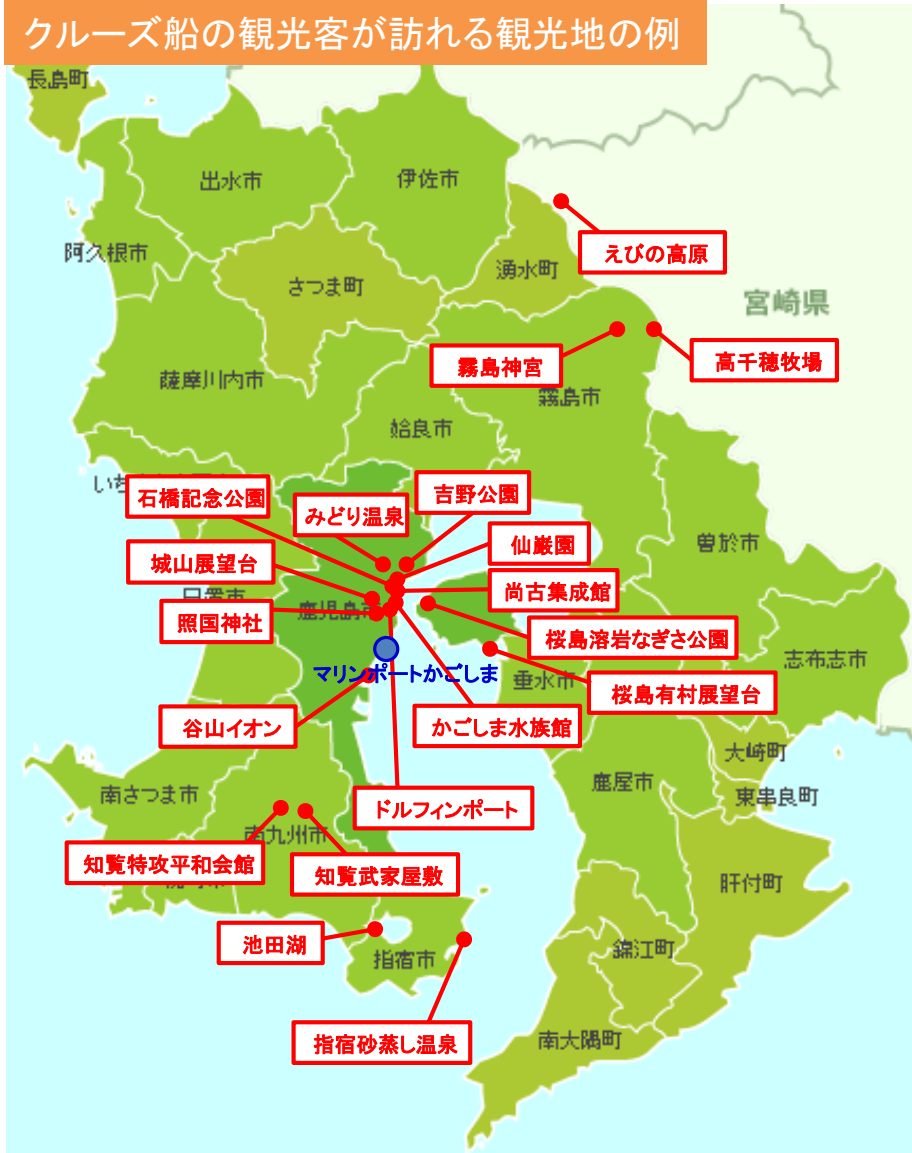 クルーズ船の観光客が訪れる観光地の例
長島町
出水市
伊佐市
阿久根市
さつま町
湧水町
えびの高原
宮崎県
霧島神宮
高千穂牧場
薩摩川内市
霧島市
姶良市
いち
石橋記念公園
みどり温泉
吉野公園
仙巌園
曽於市
城山展望台
尚古集成館
鹿児島市
照国神社
桜島溶岩なぎさ公園
志布志市
マリンポートかごしま
垂水市
桜島有村展望台
谷山イオン
かごしま水族館
大崎町
鹿屋市
東串良町
南さつま市
ドルフィンポート
南九州市
知覧特攻平和会館
知覧武家屋敷
肝付町
池田湖
指宿市
錦江町
指宿砂蒸し温泉
南大隅町